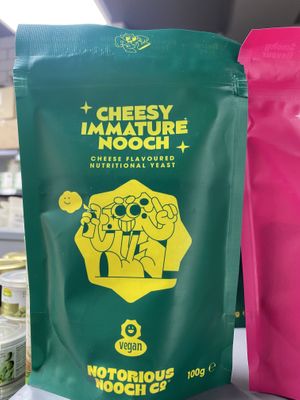 CHEESY
IMMATURE
NOOCH
CHEESE FLAVOURED
NUTRITIONAL YEAST
vegan
NOTORIOUS
NOOCH CO
100g ℮